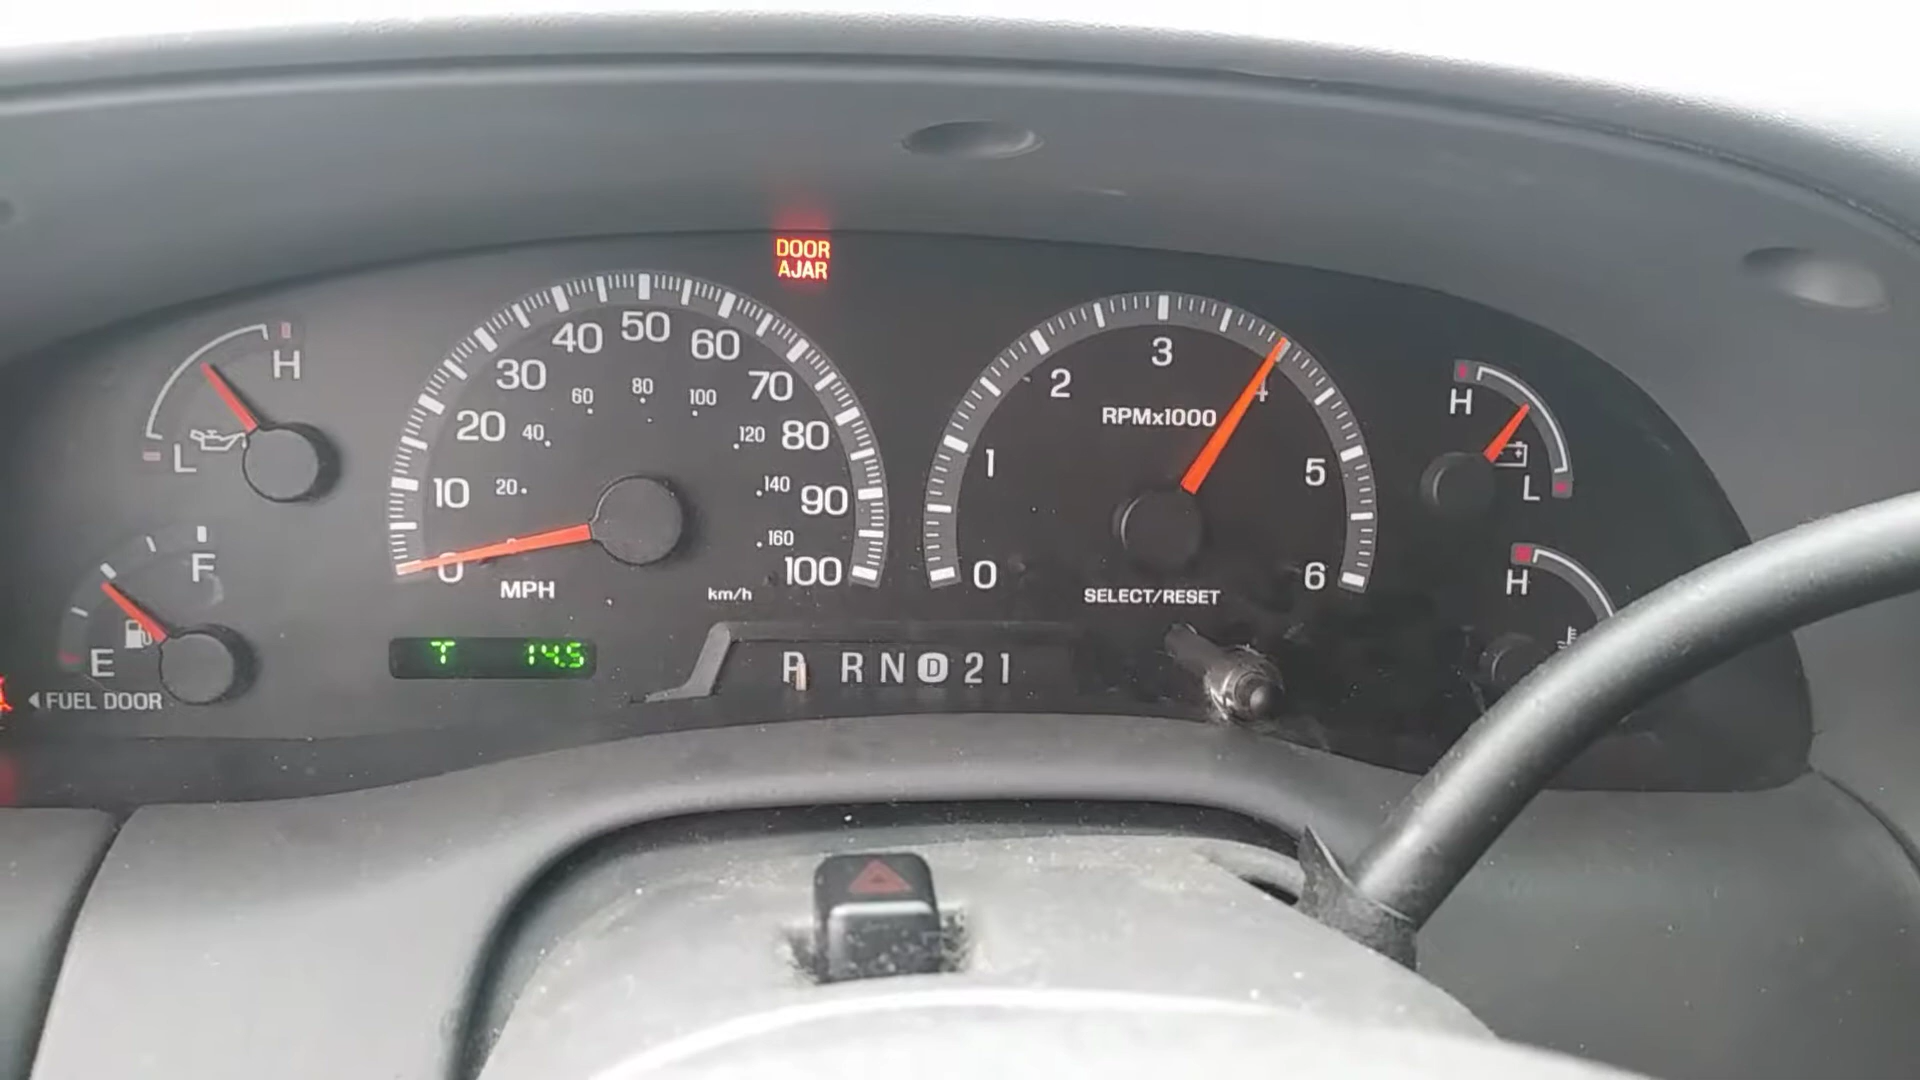 DOOR
AJAR
H
L
F
E
◀ FUEL DOOR
0
10
20
30
40
50
60
70
80
90
100
20
40
60
80
100
120
140
160
MPH
km/h
T 14.5
0
1
2
3
4
5
6
RPMx1000
SELECT/RESET
P R N D 2 1
H
L
H